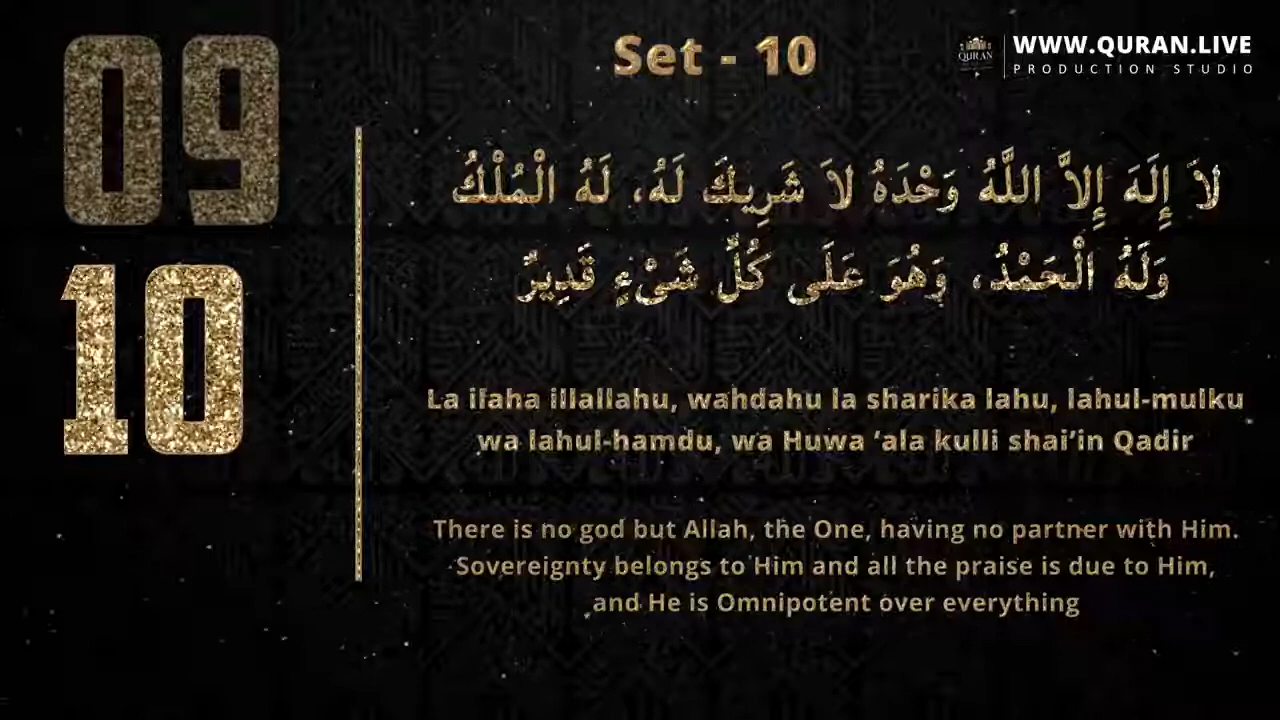 09
10
Set - 10
QURAN
WWW.QURAN.LIVE
PRODUCTION STUDIO
لاَ إِلَهَ إِلاَّ اللَّهُ وَحْدَهُ لاَ شَرِيكَ لَهُ، لَهُ الْمُلْكُ
وَلَهُ الْحَمْدُ، وَهُوَ عَلَى كُلِّ شَىْءٍ قَدِيرٌ
La ilaha illallahu, wahdahu la sharika lahu, lahul-mulku
wa lahul-hamdu, wa Huwa ‘ala kulli shai’in Qadir
There is no god but Allah, the One, having no partner with Him.
Sovereignty belongs to Him and all the praise is due to Him,
and He is Omnipotent over everything